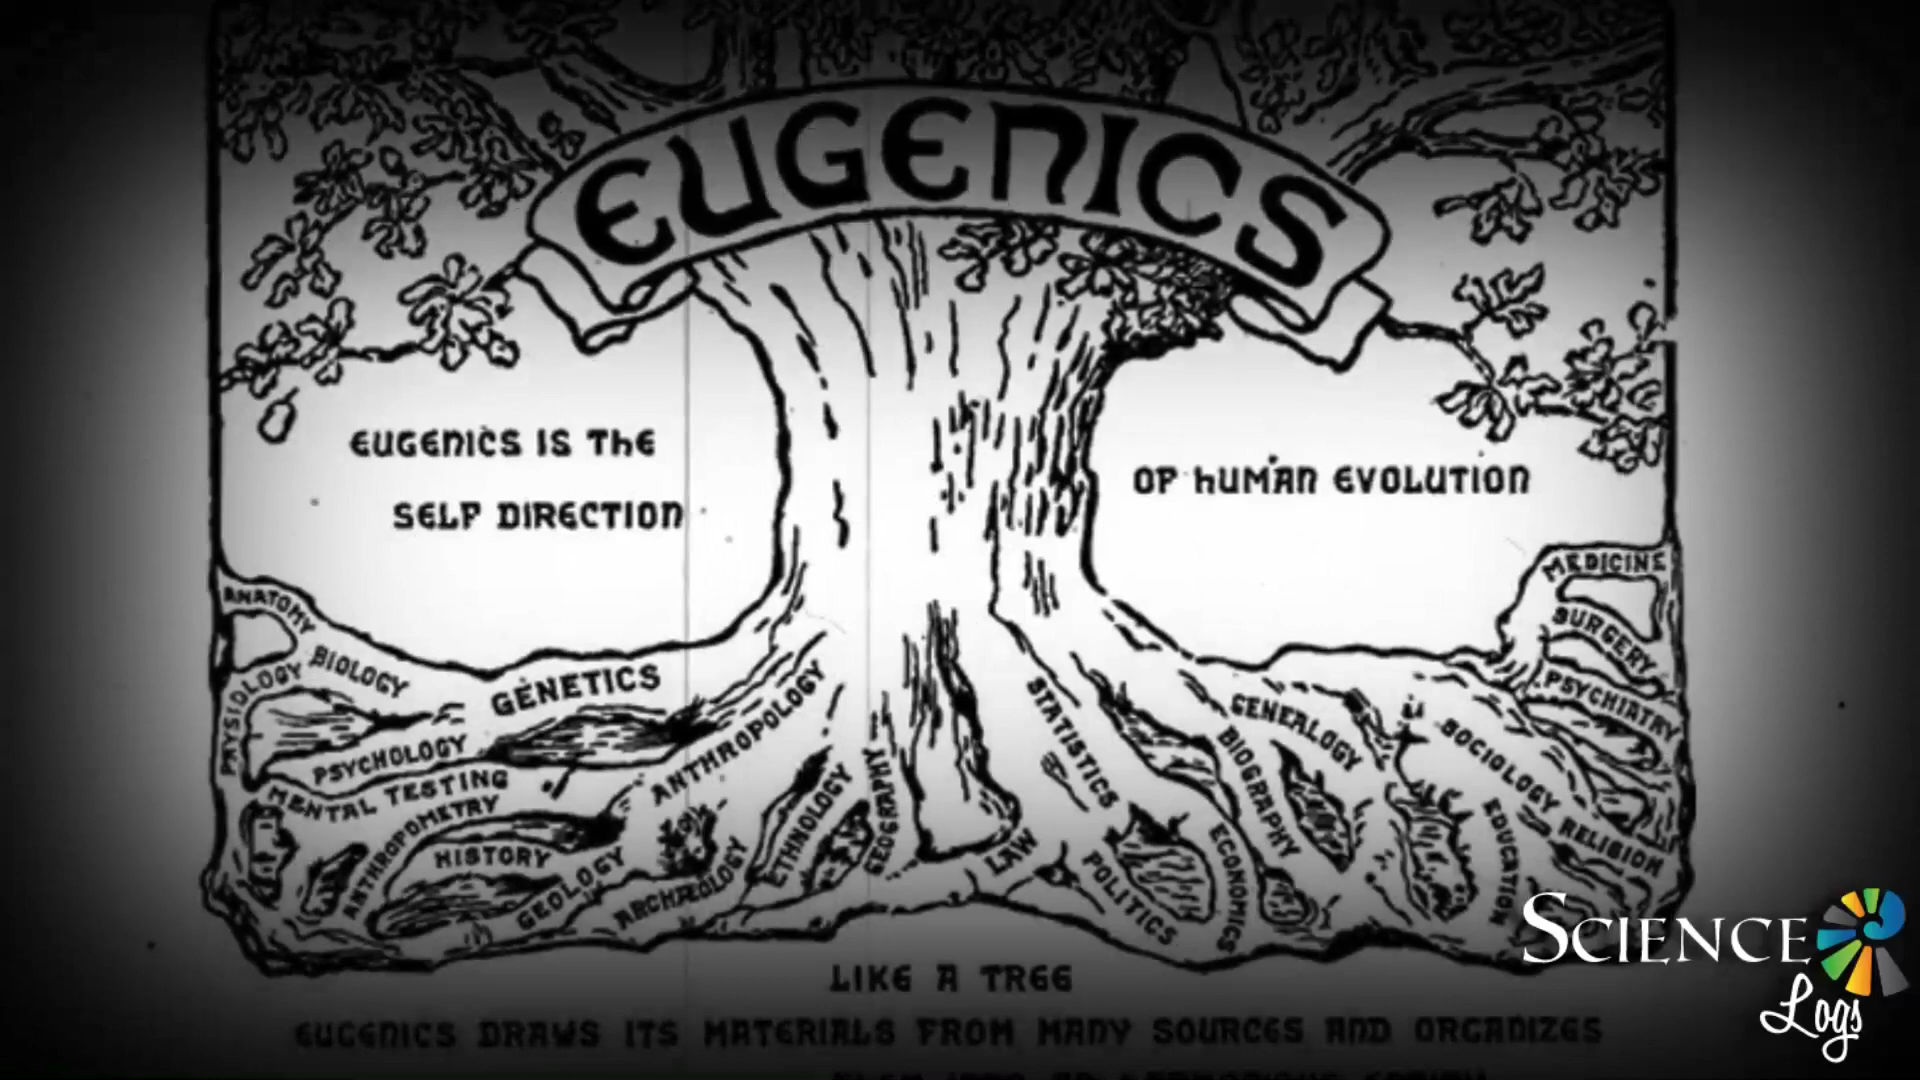 EUGENICS
EUGENICS IS THE
SELF DIRECTION
OF HUMAN EVOLUTION
ANATOMY
BIOLOGY
PHYSIOLOGY
GENETICS
PSYCHOLOGY
MENTAL TESTING
ANTHROPOMETRY
HISTORY
GEOLOGY
ANTHROPOLOGY
ARCHÆOLOGY
ETHNOLOGY
GEOGRAPHY
LAW
STATISTICS
POLITICS
ECONOMICS
BIOGRAPHY
GENEALOGY
EDUCATION
SOCIOLOGY
RELIGION
PSYCHIATRY
SURGERY
MEDICINE
LIKE A TREE
EUGENICS DRAWS ITS MATERIALS FROM MANY SOURCES AND ORGANIZES
SCIENCE
Logs